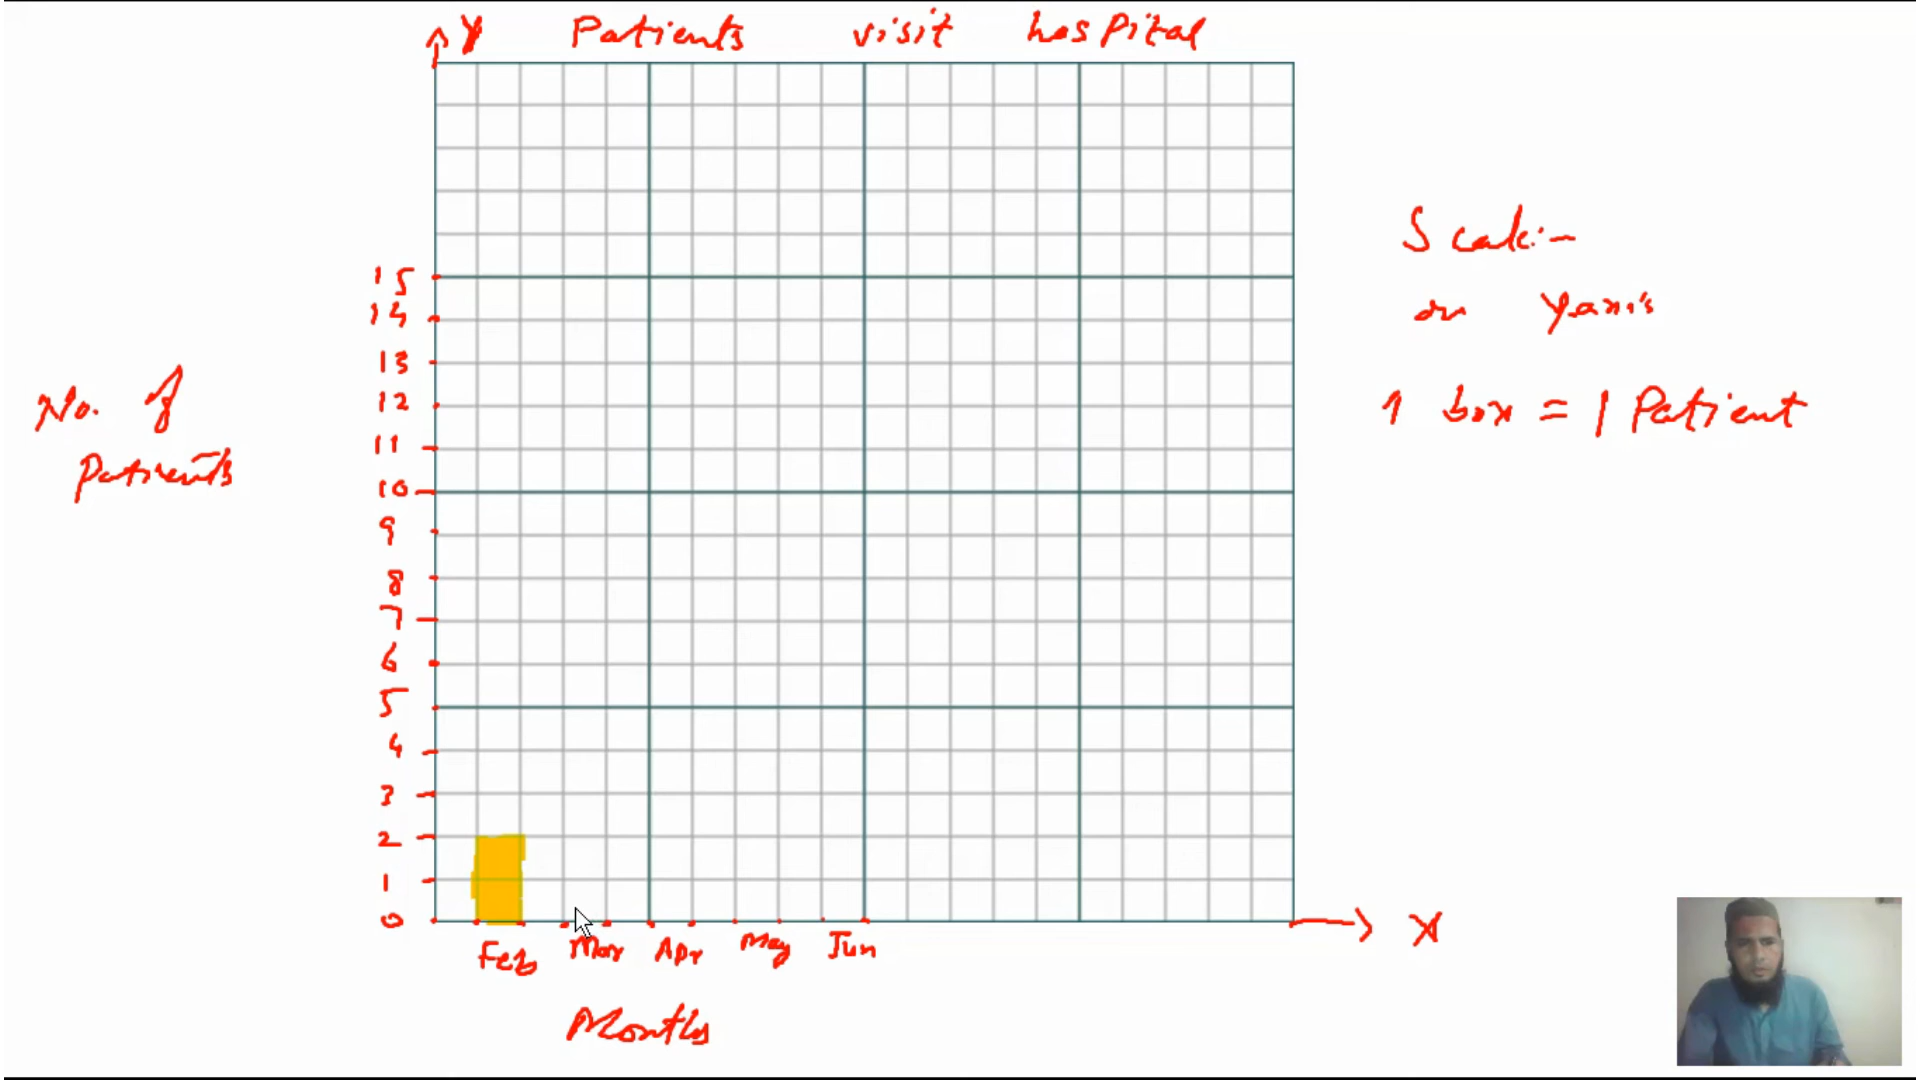 Y Patients visit hospital
15
14
13
12
11
10
9
8
7
6
5
4
3
2
1
0
No. of
Patients
Scale:-
on Yaxis
1 box = 1 Patient
X
Feb Mar Apr May Jun
Months